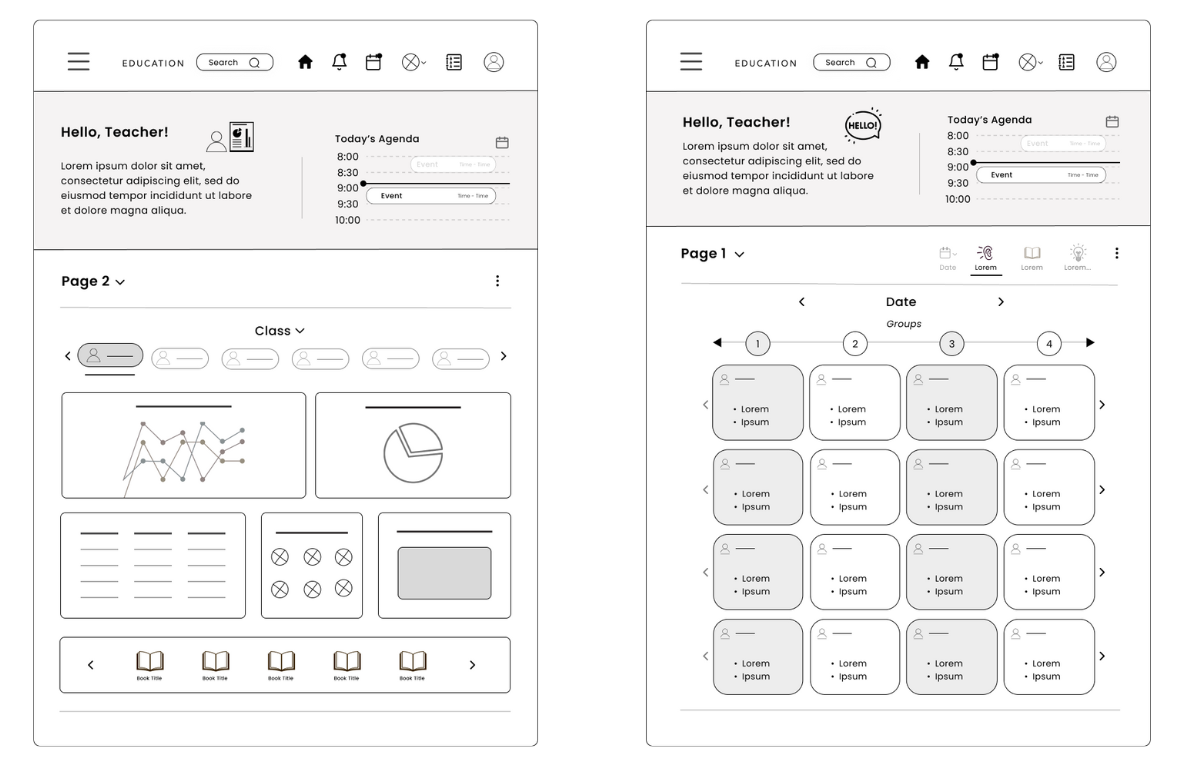 EDUCATION
Search
Hello, Teacher!
Lorem ipsum dolor sit amet,
consectetur adipiscing elit, sed do
eiusmod tempor incididunt ut labore
et dolore magna aliqua.
Today's Agenda
8:00
Event Time - Time
8:30
9:00
Event Time - Time
9:30
10:00
Page 2
Class
Book Title Book Title Book Title Book Title Book Title
EDUCATION
Search
Hello, Teacher!
HELLO!
Lorem ipsum dolor sit amet,
consectetur adipiscing elit, sed do
eiusmod tempor incididunt ut labore
et dolore magna aliqua.
Today's Agenda
8:00
Event Time - Time
8:30
9:00
Event Time - Time
9:30
10:00
Page 1
Date Lorem Lorem Lorem...
Date
Groups
1 2 3 4
• Lorem • Lorem • Lorem • Lorem
• Ipsum • Ipsum • Ipsum • Ipsum
• Lorem • Lorem • Lorem • Lorem
• Ipsum • Ipsum • Ipsum • Ipsum
• Lorem • Lorem • Lorem • Lorem
• Ipsum • Ipsum • Ipsum • Ipsum
• Lorem • Lorem • Lorem • Lorem
• Ipsum • Ipsum • Ipsum • Ipsum